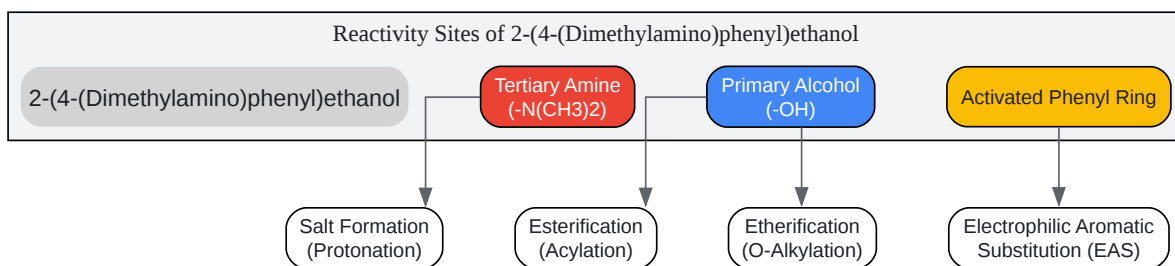 Reactivity Sites of 2-(4-(Dimethylamino)phenyl)ethanol
2-(4-(Dimethylamino)phenyl)ethanol
Tertiary Amine
(-N(CH3)2)
Primary Alcohol
(-OH)
Activated Phenyl Ring
Salt Formation
(Protonation)
Esterification
(Acylation)
Etherification
(O-Alkylation)
Electrophilic Aromatic
Substitution (EAS)